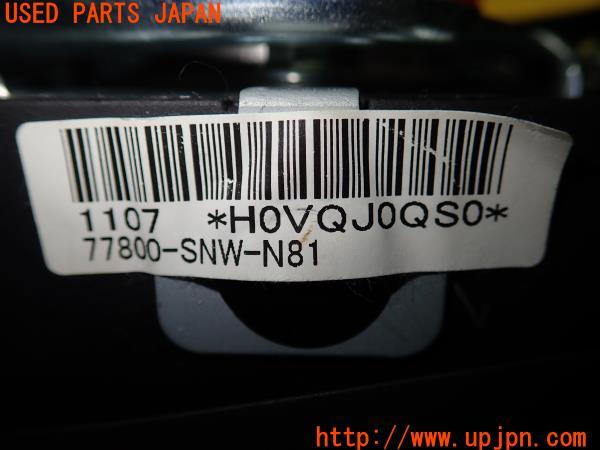 USED PARTS JAPAN
1107 *H0VQJ0QS0*
77800-SNW-N81
http://www.upjpn.com/